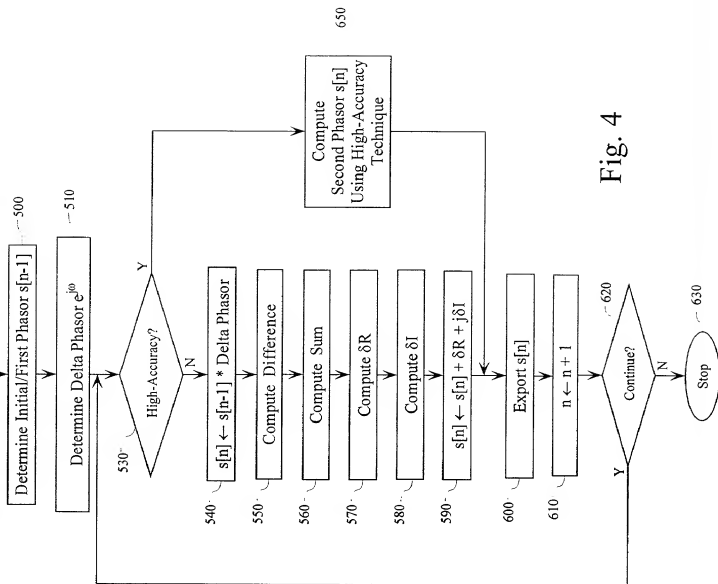 Determine Initial/First Phasor s[n-1]
500
Determine Delta Phasor e^jω
510
High-Accuracy?
530
Y
N
Compute
Second Phasor s[n]
Using High-Accuracy
Technique
650
s[n] ← s[n-1] * Delta Phasor
540
Compute Difference
550
Compute Sum
560
Compute δR
570
Compute δI
580
s[n] ← s[n] + δR + jδI
590
Export s[n]
600
n ← n + 1
610
Continue?
620
Y
N
Stop
630
Fig. 4